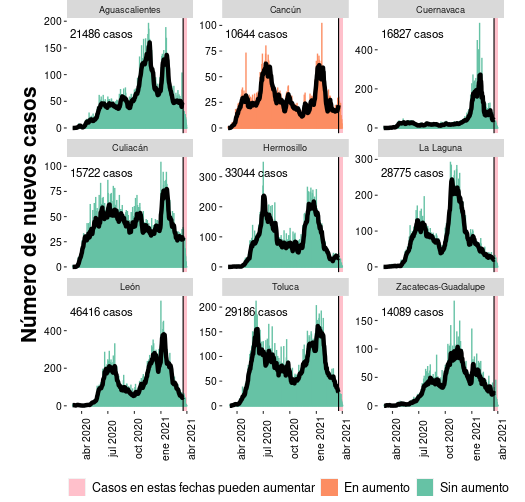 Número de nuevos casos
Aguascalientes
Cancún
Cuernavaca
21486 casos
10644 casos
16827 casos
200
150
100
50
0
100
75
50
25
0
400
200
0
Culiacán
Hermosillo
La Laguna
15722 casos
33044 casos
28775 casos
100
75
50
25
0
300
200
100
0
300
200
100
0
León
Toluca
Zacatecas-Guadalupe
46416 casos
29186 casos
14089 casos
400
200
0
200
150
100
50
0
150
100
50
0
abr 2020
jul 2020
oct 2020
ene 2021
abr 2021
abr 2020
jul 2020
oct 2020
ene 2021
abr 2021
abr 2020
jul 2020
oct 2020
ene 2021
abr 2021
Casos en estas fechas pueden aumentar
En aumento
Sin aumento